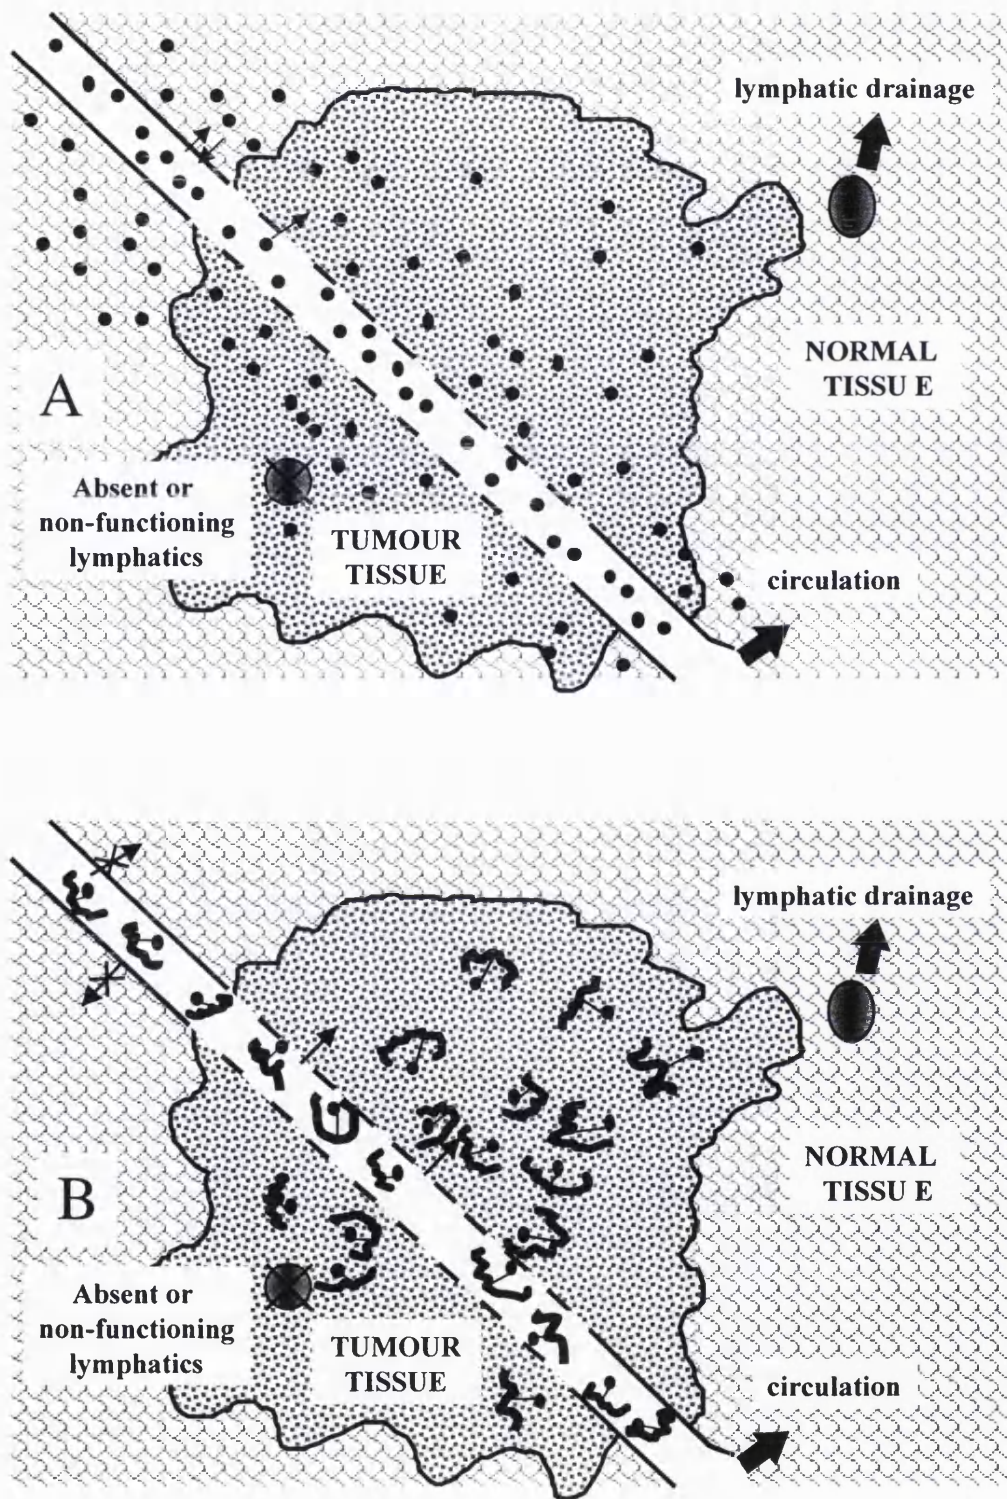 lymphatic drainage
NORMAL
TISSU E
A
Absent or
non-functioning
lymphatics
TUMOUR
TISSUE
circulation
lymphatic drainage
NORMAL
TISSU E
B
Absent or
non-functioning
lymphatics
TUMOUR
TISSUE
circulation